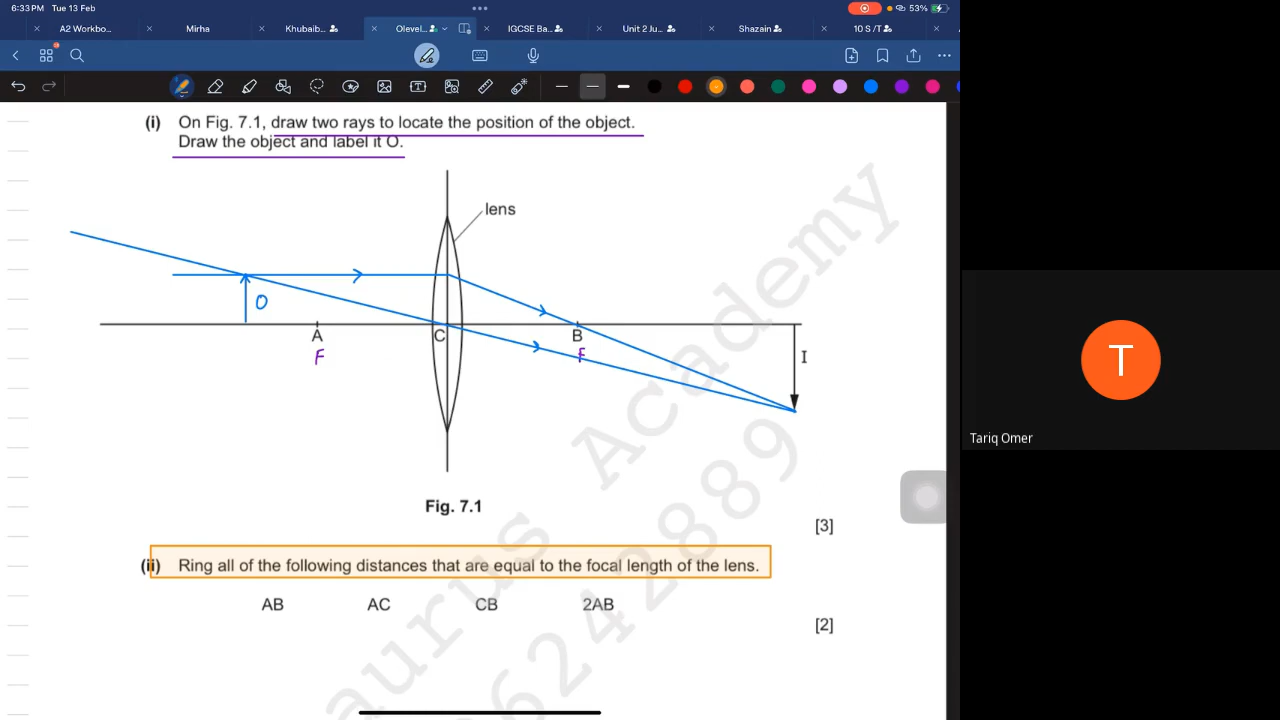 6:33 PM Tue 13 Feb
53%
A2 Workbo...
Mirha
Khubaib...
Olevel...
IGCSE Ba...
Unit 2 Ju...
Shazain
10 S /T
(i) On Fig. 7.1, draw two rays to locate the position of the object.
Draw the object and label it O.
lens
O
A
C
B
F
F
I
Fig. 7.1
[3]
(ii) Ring all of the following distances that are equal to the focal length of the lens.
AB AC CB 2AB
[2]
Tariq Omer
T
aurus Academy